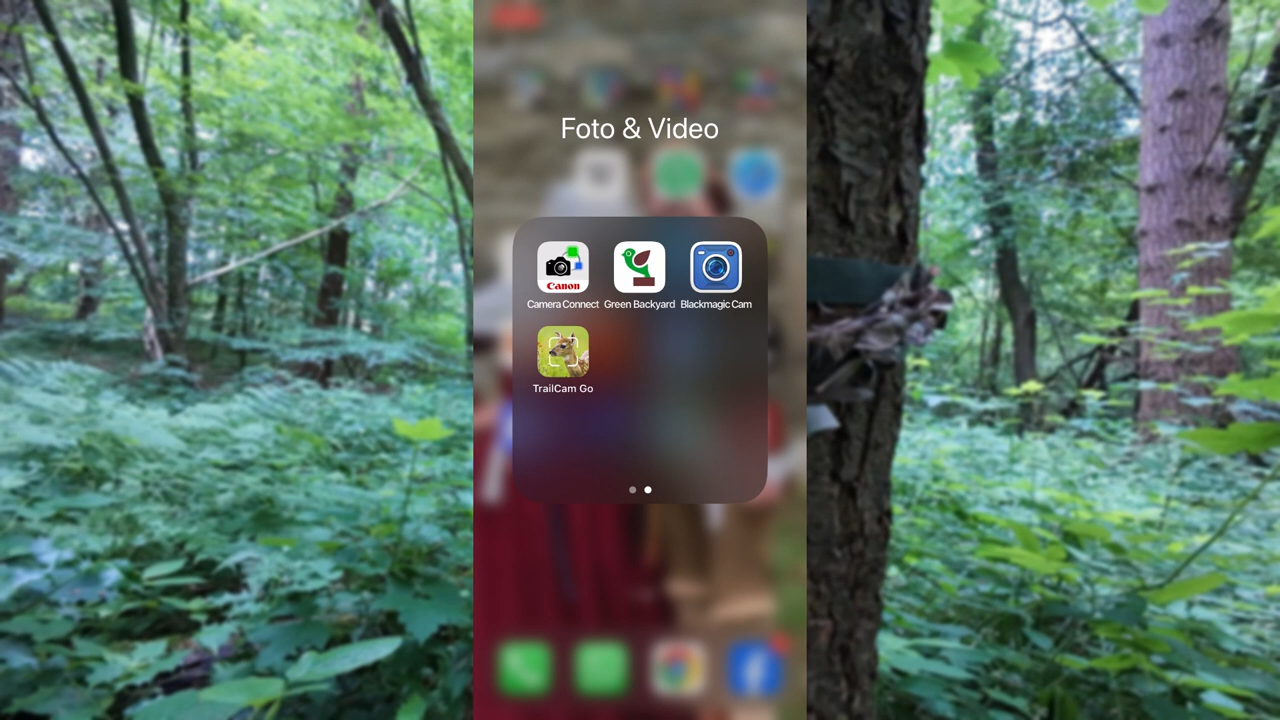 Foto & Video
Canon
Camera Connect
Green Backyard
Blackmagic Cam
TrailCam Go